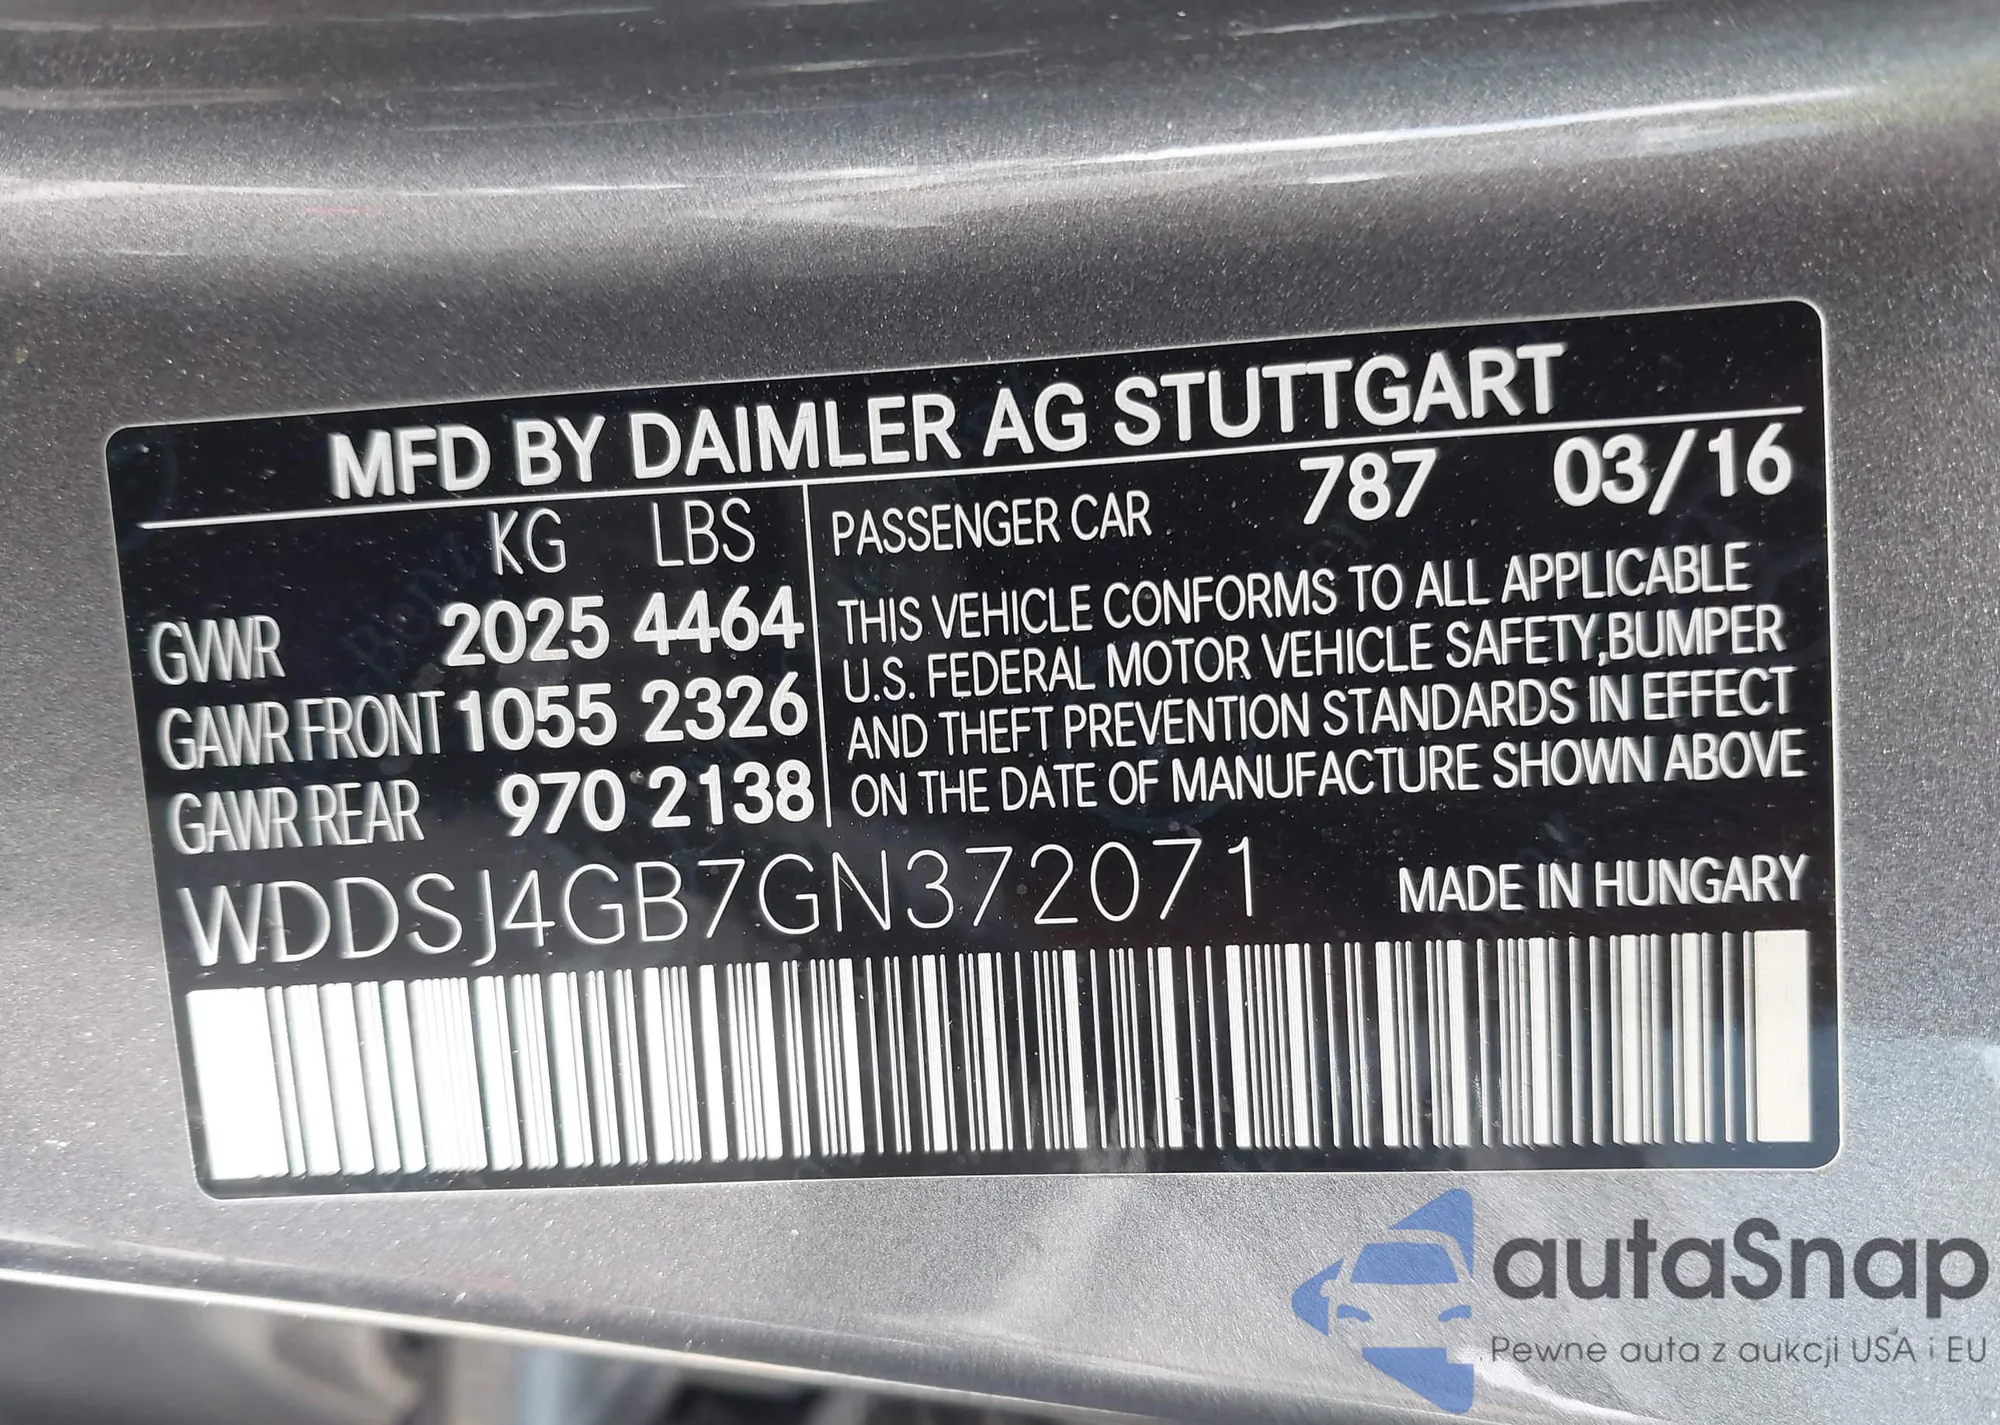 MFD BY DAIMLER AG STUTTGART
KG LBS
GVWR 2025 4464
GAWR FRONT 1055 2326
GAWR REAR 970 2138
PASSENGER CAR 787 03/16
THIS VEHICLE CONFORMS TO ALL APPLICABLE
U.S. FEDERAL MOTOR VEHICLE SAFETY,BUMPER
AND THEFT PREVENTION STANDARDS IN EFFECT
ON THE DATE OF MANUFACTURE SHOWN ABOVE
WDDSJ4GB7GN372071
MADE IN HUNGARY
autaSnap
Pewne auta z aukcji USA i EU